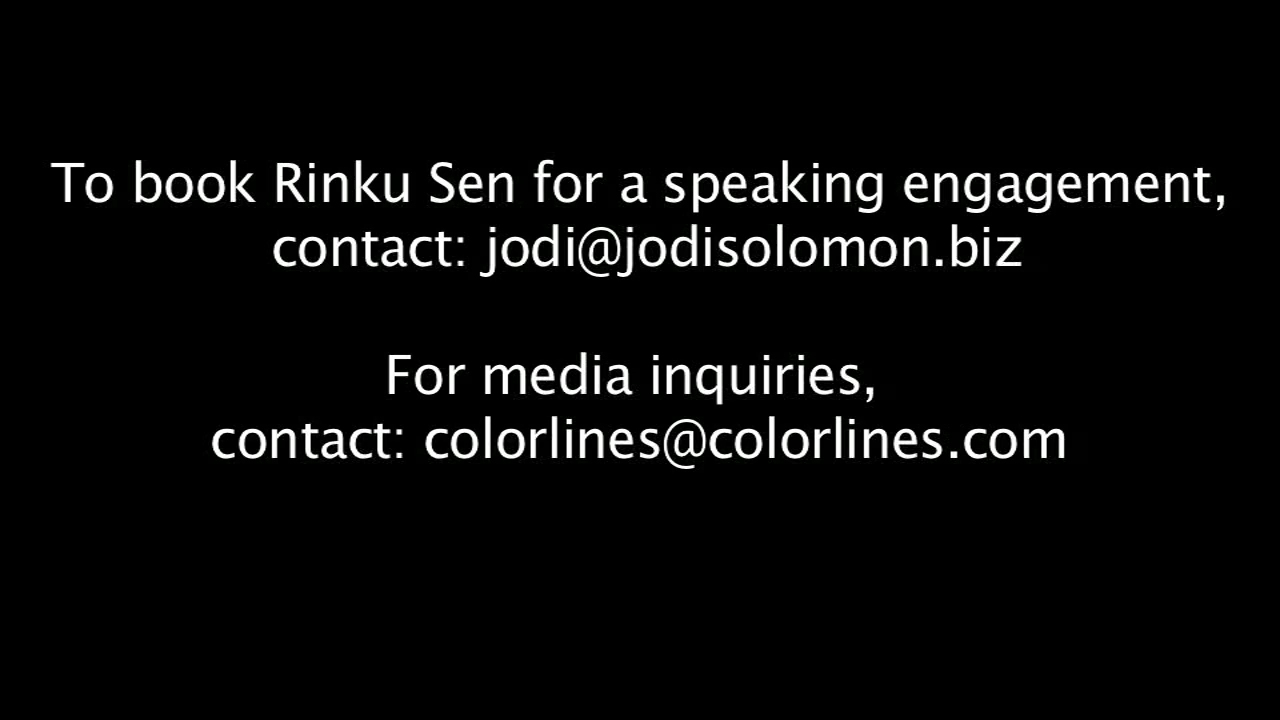 To book Rinku Sen for a speaking engagement,
contact: jodi@jodisolomon.biz
For media inquiries,
contact: colorlines@colorlines.com